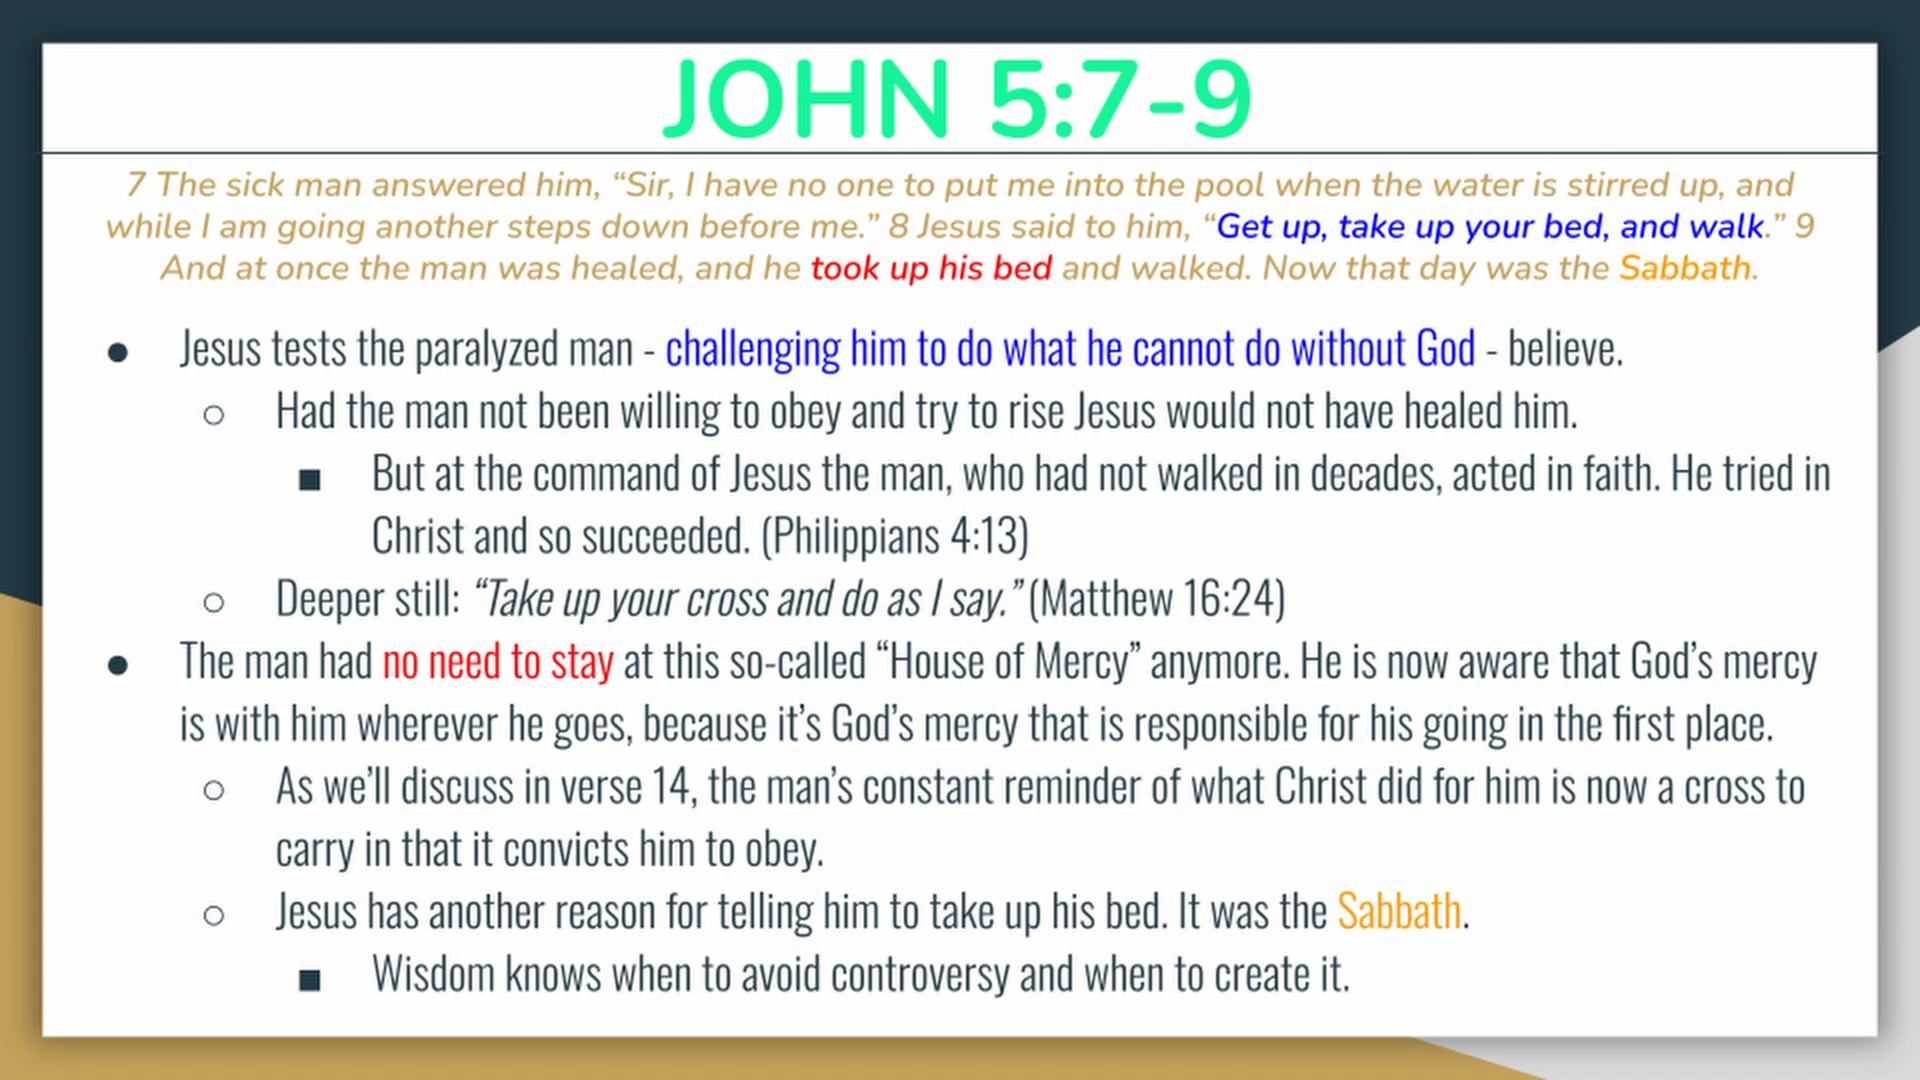 JOHN 5:7-9
7 The sick man answered him, “Sir, I have no one to put me into the pool when the water is stirred up, and
while I am going another steps down before me.” 8 Jesus said to him, “Get up, take up your bed, and walk.” 9
And at once the man was healed, and he took up his bed and walked. Now that day was the Sabbath.
● Jesus tests the paralyzed man - challenging him to do what he cannot do without God - believe.
○ Had the man not been willing to obey and try to rise Jesus would not have healed him.
■ But at the command of Jesus the man, who had not walked in decades, acted in faith. He tried in
Christ and so succeeded. (Philippians 4:13)
○ Deeper still: “Take up your cross and do as I say.” (Matthew 16:24)
● The man had no need to stay at this so-called “House of Mercy” anymore. He is now aware that God’s mercy
is with him wherever he goes, because it’s God’s mercy that is responsible for his going in the first place.
○ As we’ll discuss in verse 14, the man’s constant reminder of what Christ did for him is now a cross to
carry in that it convicts him to obey.
○ Jesus has another reason for telling him to take up his bed. It was the Sabbath.
■ Wisdom knows when to avoid controversy and when to create it.